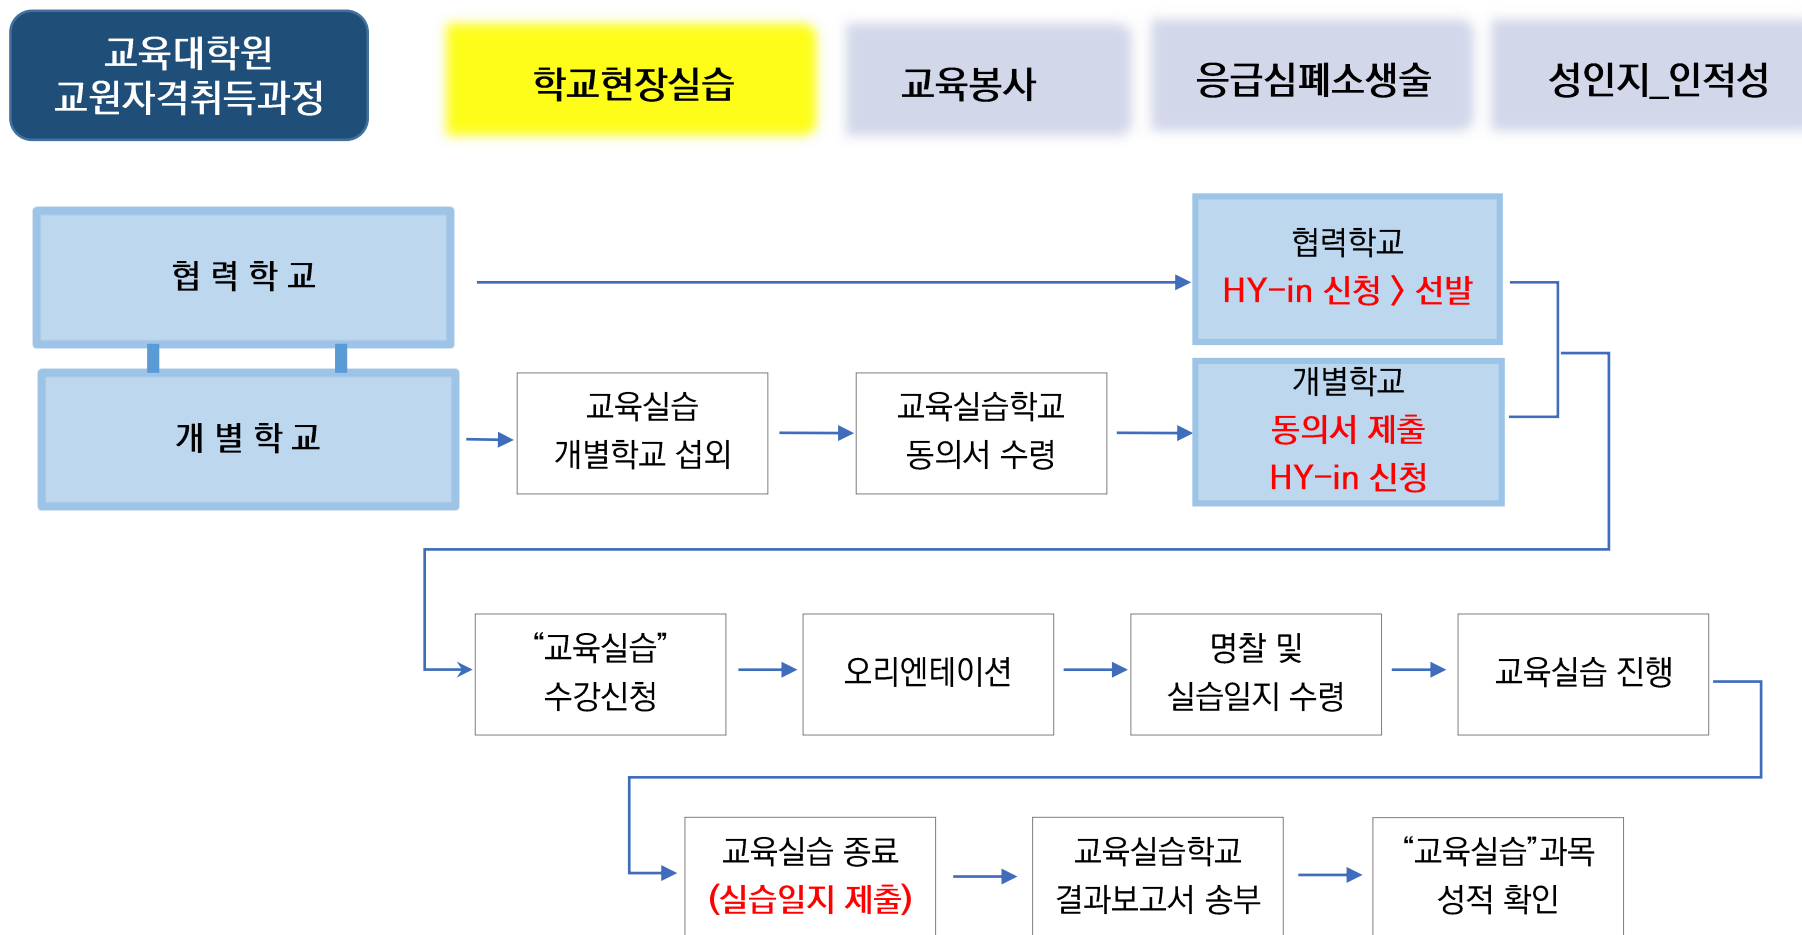 교육대학원
교원자격취득과정
학교현장실습
교육봉사
응급심폐소생술
성인지_인적성
협 력 학 교
협력학교
HY-in 신청 > 선발
개 별 학 교
교육실습
개별학교 섭외
교육실습학교
동의서 수령
개별학교
동의서 제출
HY-in 신청
“교육실습”
수강신청
오리엔테이션
명찰 및
실습일지 수령
교육실습 진행
교육실습 종료
(실습일지 제출)
교육실습학교
결과보고서 송부
“교육실습”과목
성적 확인